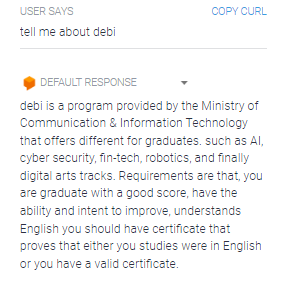 USER SAYS COPY CURL
tell me about debi
DEFAULT RESPONSE
debi is a program provided by the Ministry of
Communication & Information Technology
that offers different for graduates. such as AI,
cyber security, fin-tech, robotics, and finally
digital arts tracks. Requirements are that, you
are graduate with a good score, have the
ability and intent to improve, understands
English you should have certificate that
proves that either you studies were in English
or you have a valid certificate.